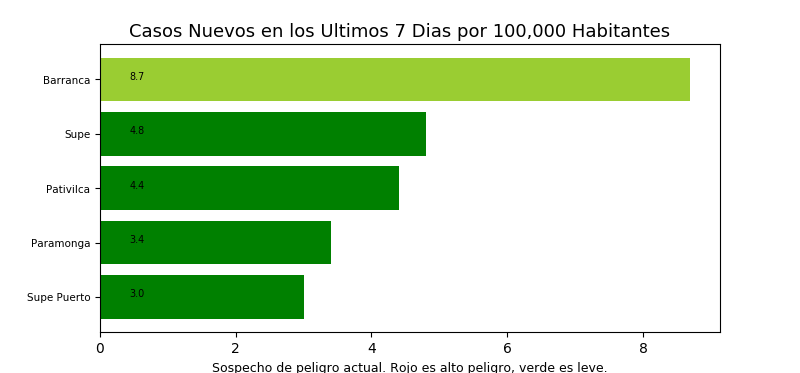 Casos Nuevos en los Ultimos 7 Dias por 100,000 Habitantes
Barranca 8.7
Supe 4.8
Pativilca 4.4
Paramonga 3.4
Supe Puerto 3.0
0 2 4 6 8
Sospecho de peligro actual. Rojo es alto peligro, verde es leve.